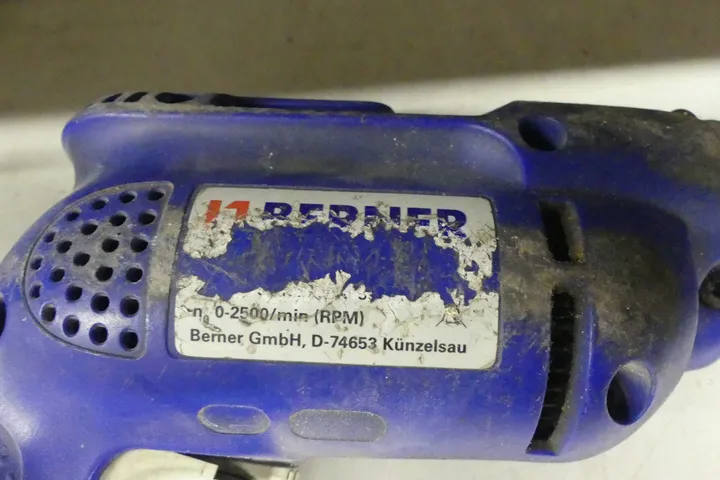 BERNER
n₀ 0-2500/min (RPM)
Berner GmbH, D-74653 Künzelsau